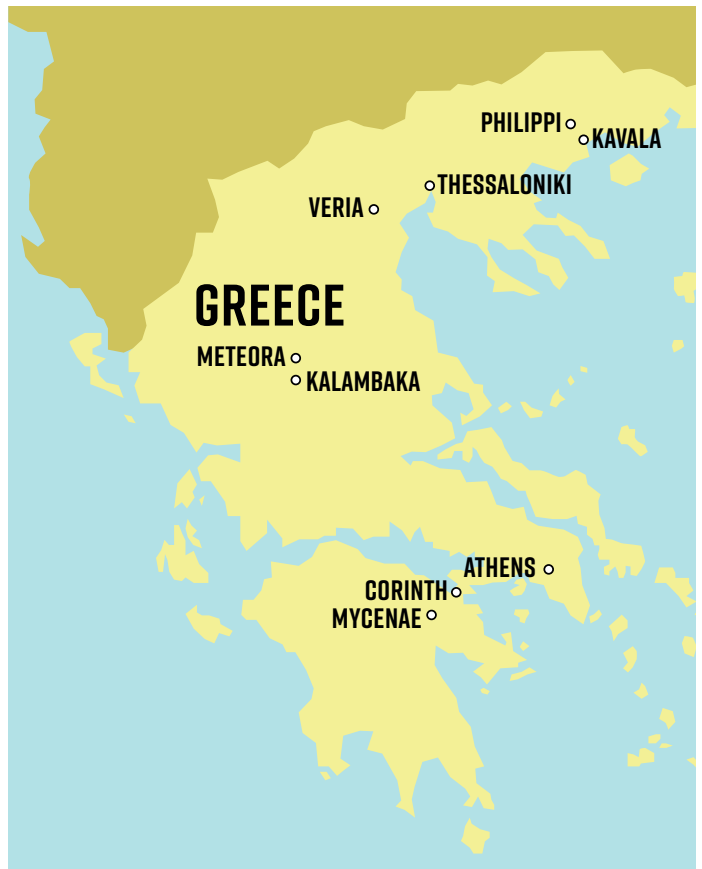 PHILIPPI
KAVALA
THESSALONIKI
VERIA
GREECE
METEORA
KALAMBAKA
ATHENS
CORINTH
MYCENAE